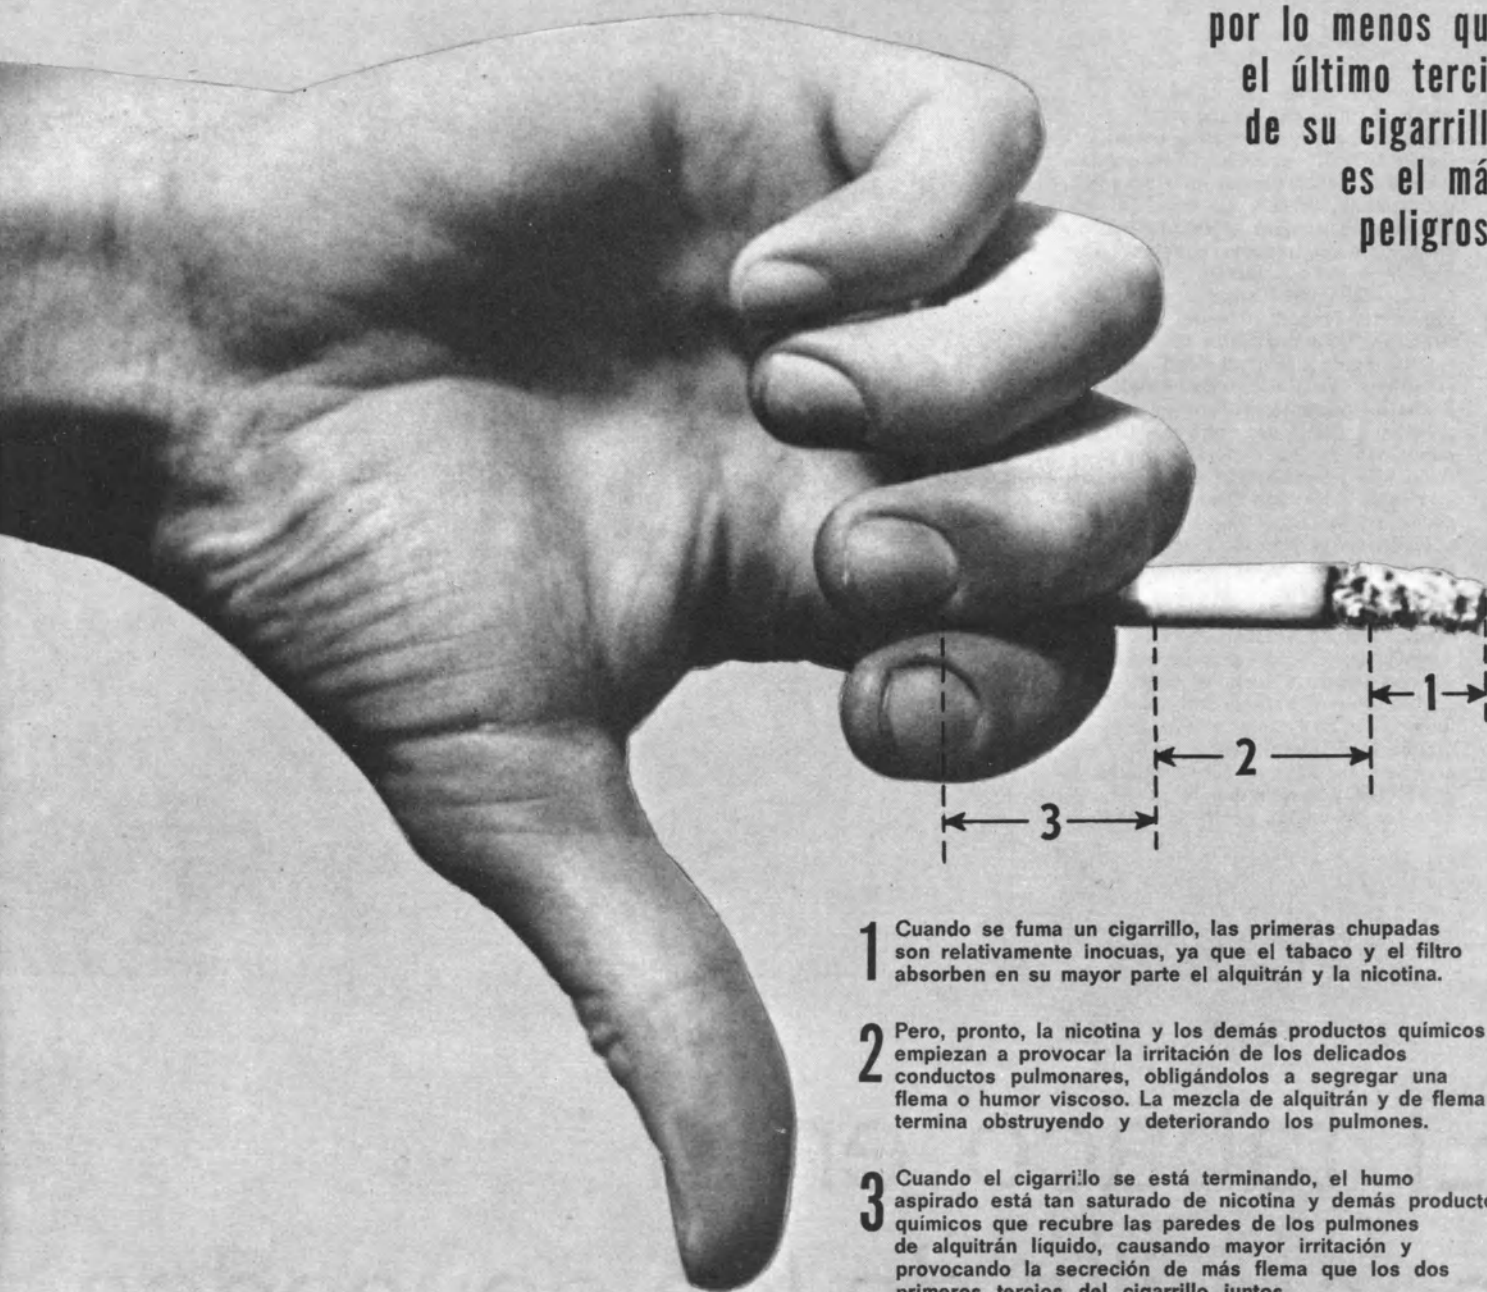 por lo menos qu
el último terci
de su cigarrill
es el má
peligros
1
2
3
1 Cuando se fuma un cigarrillo, las primeras chupadas
son relativamente inocuas, ya que el tabaco y el filtro
absorben en su mayor parte el alquitrán y la nicotina.
2 Pero, pronto, la nicotina y los demás productos químicos
empiezan a provocar la irritación de los delicados
conductos pulmonares, obligándolos a segregar una
flema o humor viscoso. La mezcla de alquitrán y de flema
termina obstruyendo y deteriorando los pulmones.
3 Cuando el cigarrillo se está terminando, el humo
aspirado está tan saturado de nicotina y demás product
químicos que recubre las paredes de los pulmones
de alquitrán líquido, causando mayor irritación y
provocando la secreción de más flema que los dos
primeros tercios del cigarrillo juntos